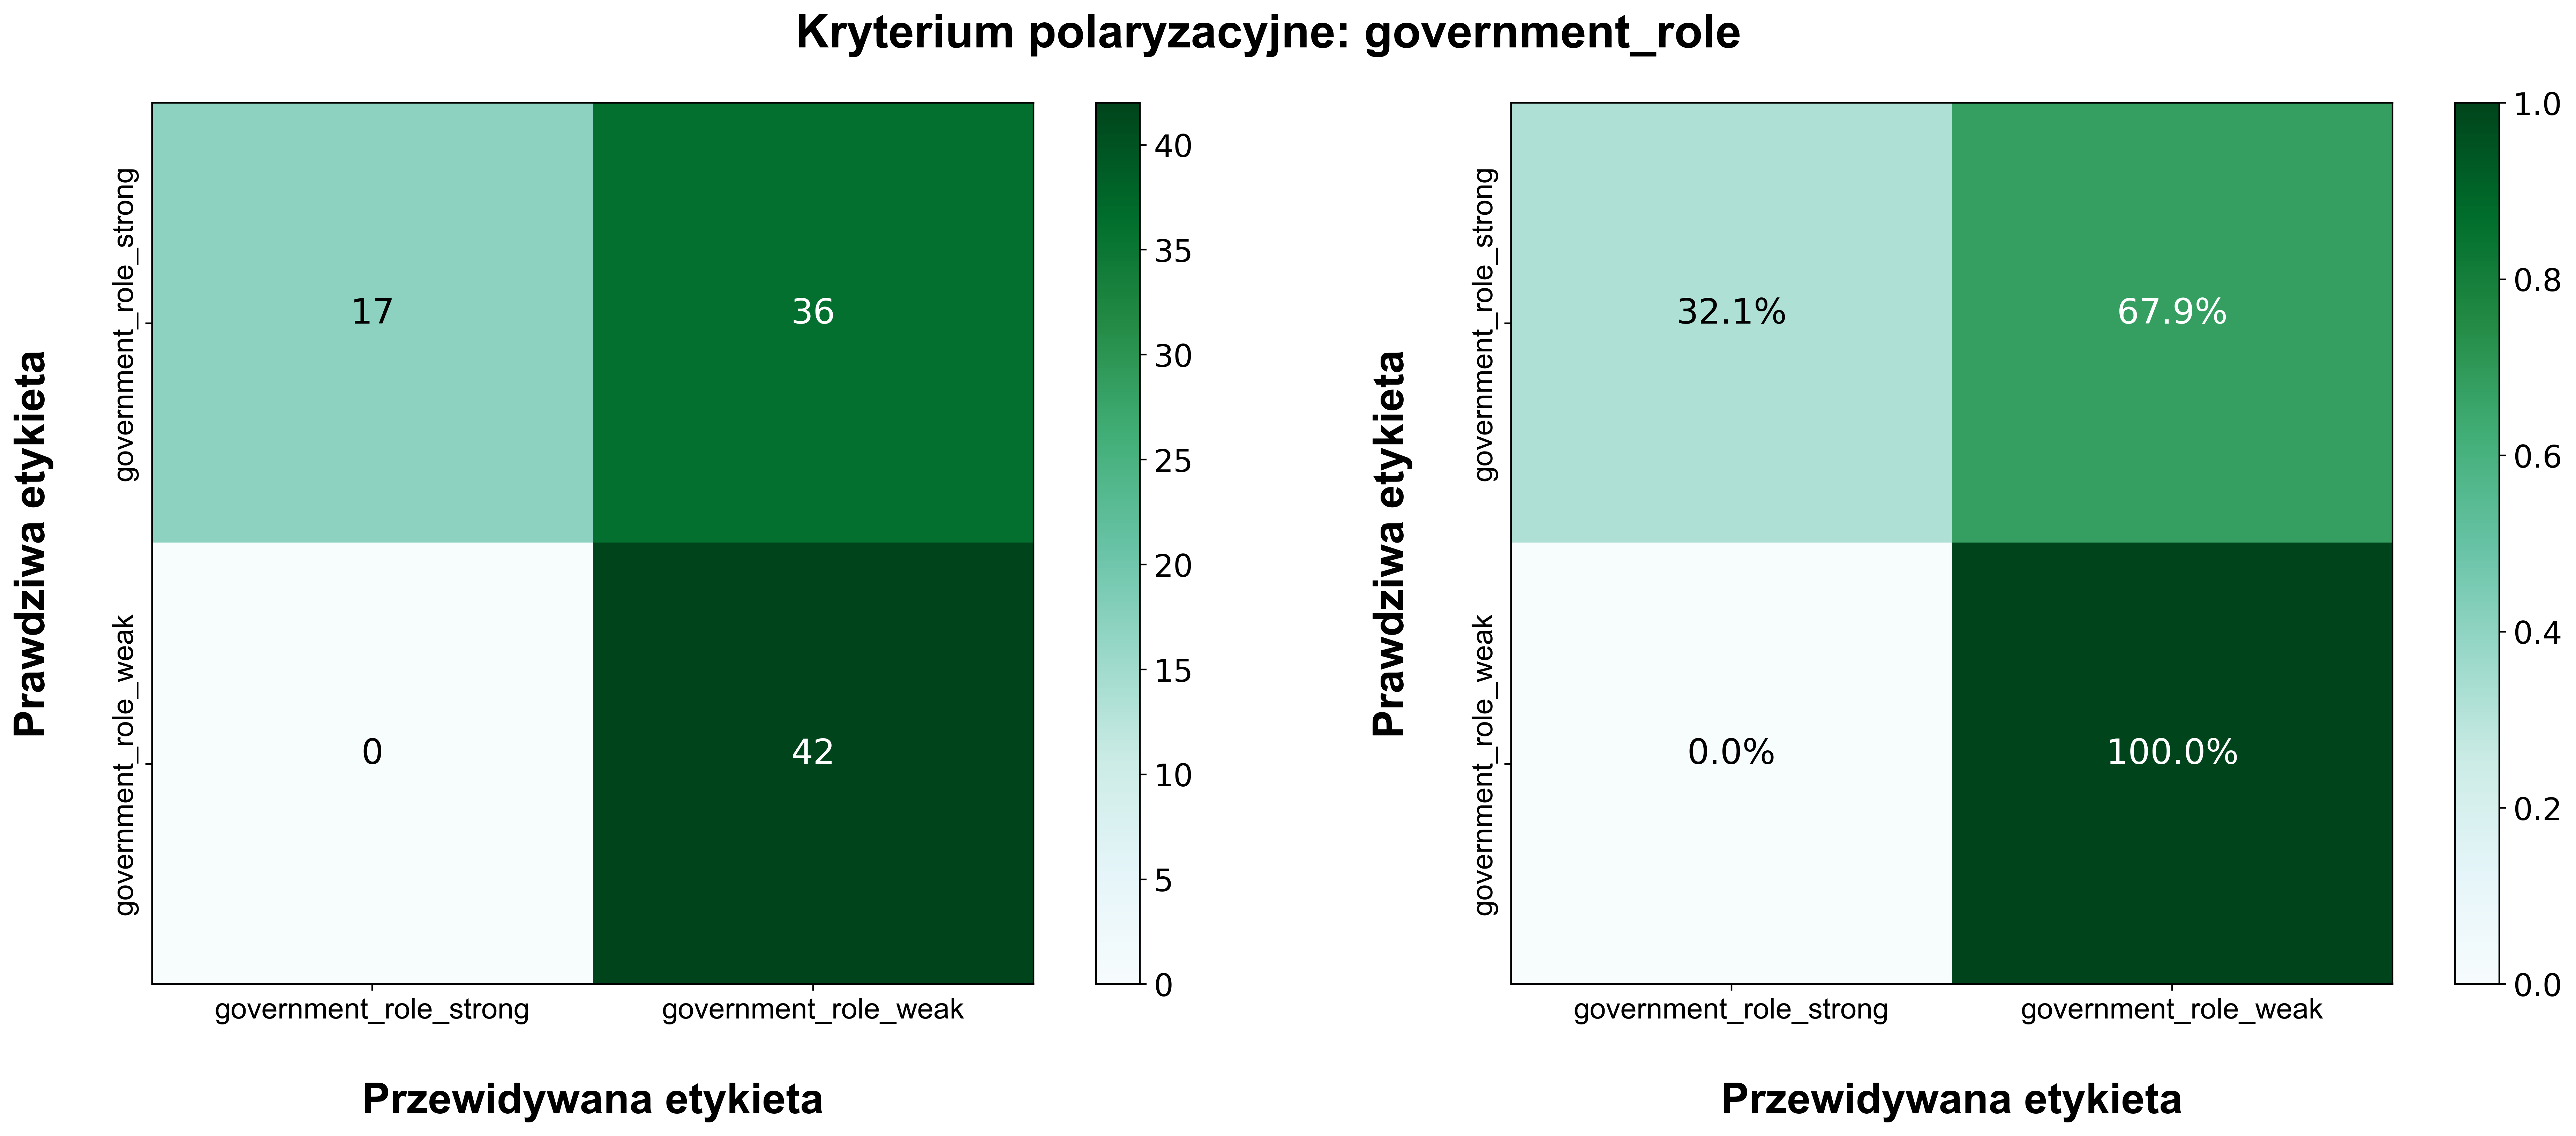 Kryterium polaryzacyjne: government_role
Prawdziwa etykieta
government_role_strong
government_role_weak
17
36
0
42
government_role_strong
government_role_weak
Przewidywana etykieta
40
35
30
25
20
15
10
5
0
Prawdziwa etykieta
government_role_strong
government_role_weak
32.1%
67.9%
0.0%
100.0%
government_role_strong
government_role_weak
Przewidywana etykieta
1.0
0.8
0.6
0.4
0.2
0.0